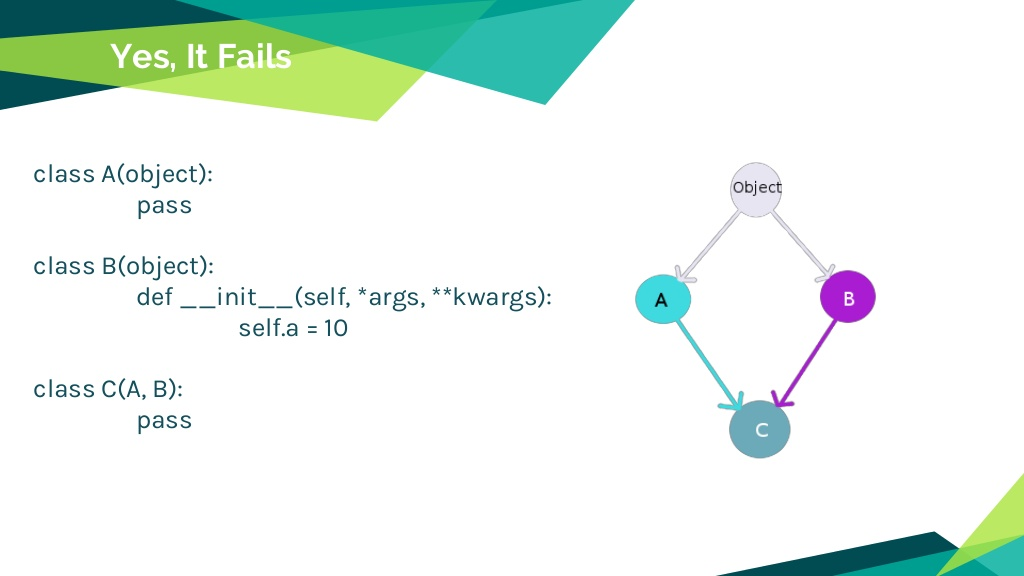 Yes, It Fails
class A(object):
pass
class B(object):
def __init__(self, *args, **kwargs):
self.a = 10
class C(A, B):
pass
Object
A
B
C